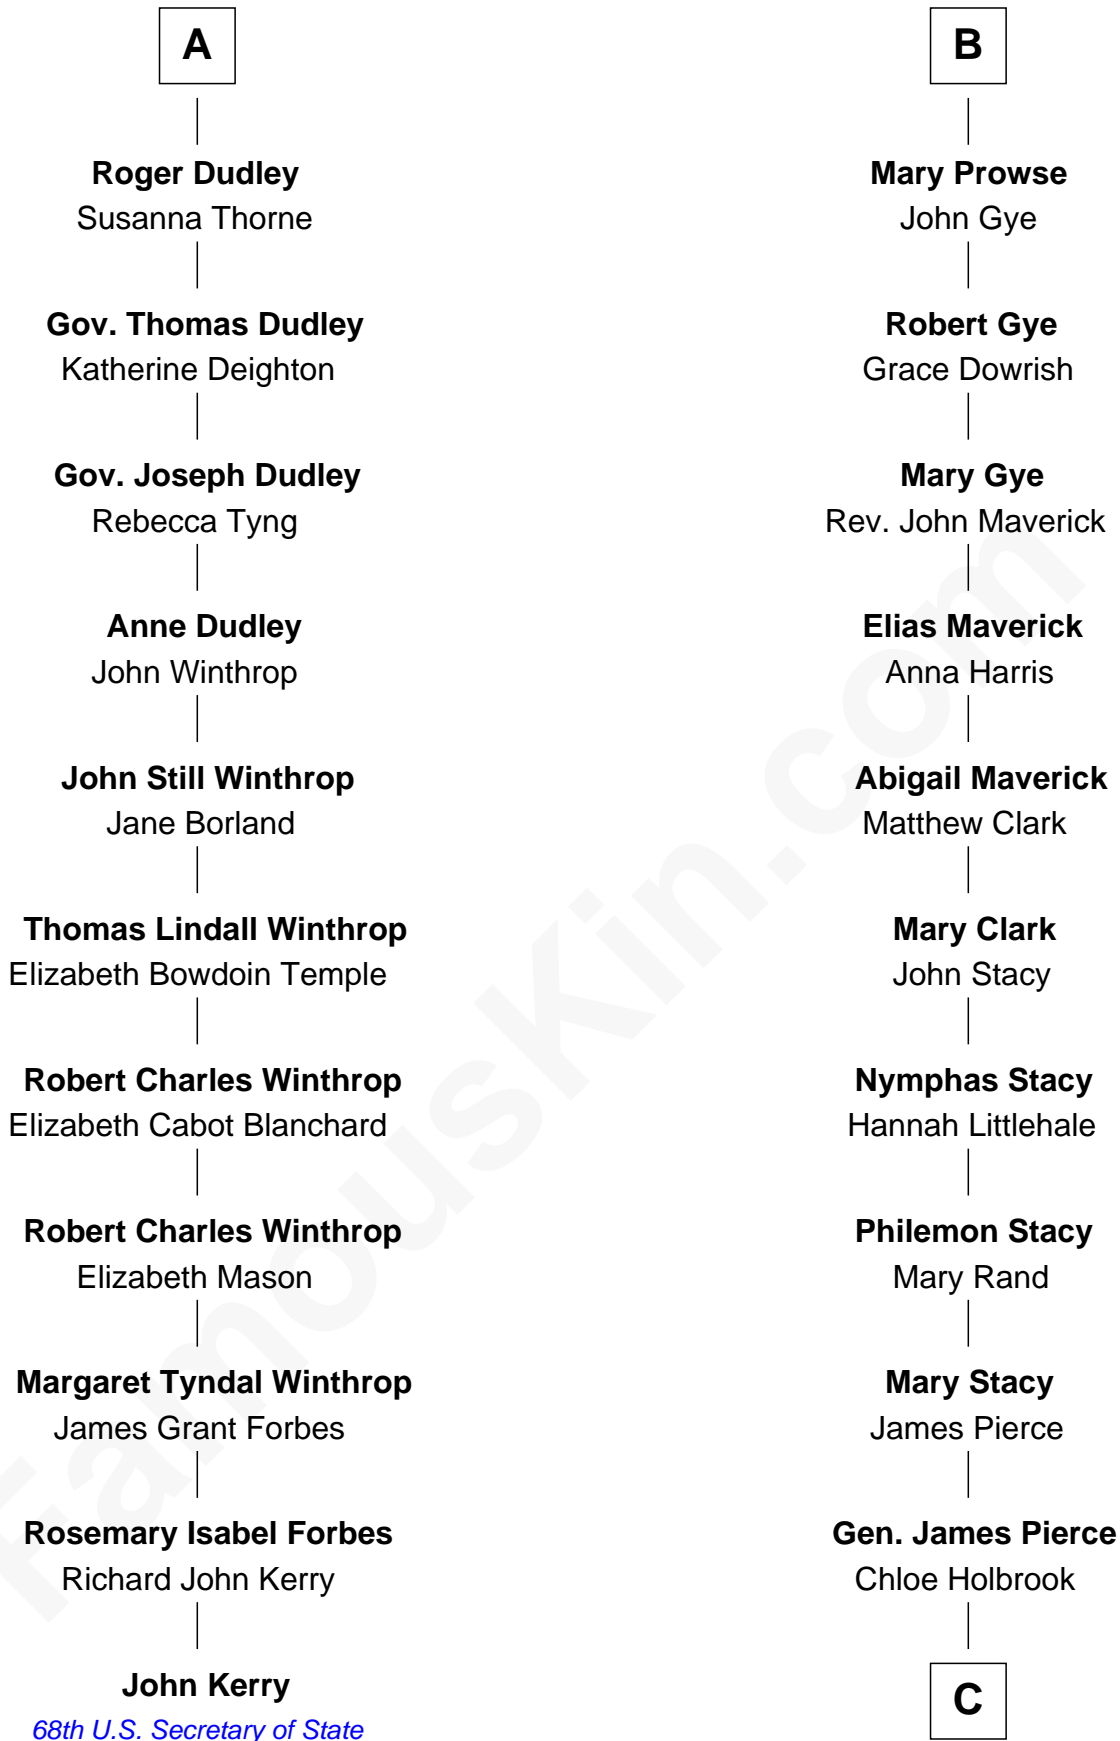 A
Roger Dudley
Susanna Thorne
Gov. Thomas Dudley
Katherine Deighton
Gov. Joseph Dudley
Rebecca Tyng
Anne Dudley
John Winthrop
John Still Winthrop
Jane Borland
Thomas Lindall Winthrop
Elizabeth Bowdoin Temple
Robert Charles Winthrop
Elizabeth Cabot Blanchard
Robert Charles Winthrop
Elizabeth Mason
Margaret Tyndal Winthrop
James Grant Forbes
Rosemary Isabel Forbes
Richard John Kerry
John Kerry
68th U.S. Secretary of State
B
Mary Prowse
John Gye
Robert Gye
Grace Dowrish
Mary Gye
Rev. John Maverick
Elias Maverick
Anna Harris
Abigail Maverick
Matthew Clark
Mary Clark
John Stacy
Nymphas Stacy
Hannah Littlehale
Philemon Stacy
Mary Rand
Mary Stacy
James Pierce
Gen. James Pierce
Chloe Holbrook
C
FamousKin.com